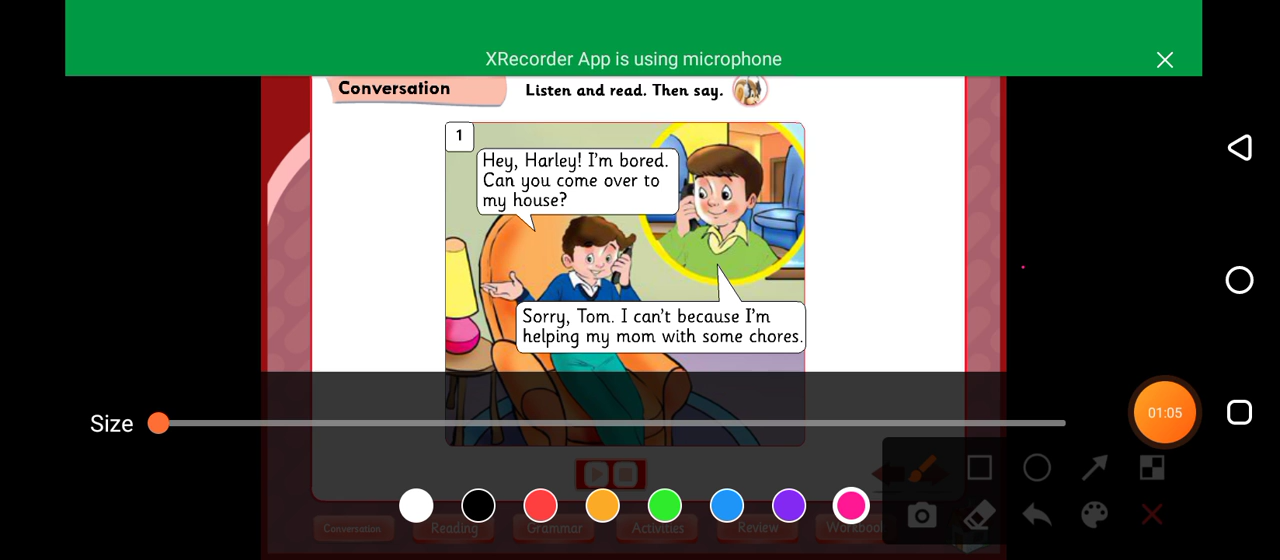 XRecorder App is using microphone
Conversation
Listen and read. Then say.
1
Hey, Harley! I'm bored.
Can you come over to
my house?
Sorry, Tom. I can't because I'm
helping my mom with some chores.
Size
01:05
Conversation
Reading
Grammar
Activities
Review
Workbook